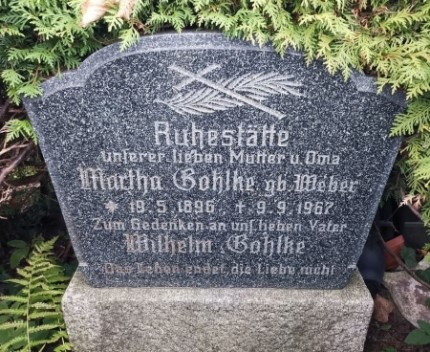 Ruhestätte
unserer lieben Mutter u. Oma
Martha Gohlke gb. Weber
* 19. 5. 1896 + 9. 9. 1967
Zum Gedenken an uns. lieben Vater
Wilhelm Gohlke
Das Leben endet, die Liebe nicht